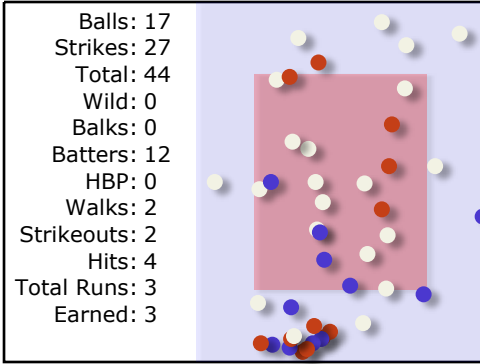 Balls: 17
Strikes: 27
Total: 44
Wild: 0
Balks: 0
Batters: 12
HBP: 0
Walks: 2
Strikeouts: 2
Hits: 4
Total Runs: 3
Earned: 3